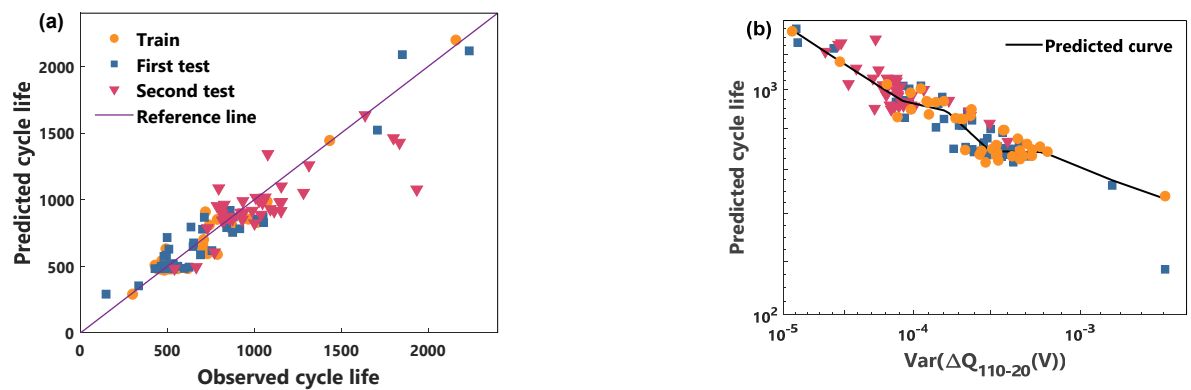 (a)
Train
First test
Second test
Reference line
2000
1500
1000
500
0
0 500 1000 1500 2000
Predicted cycle life
Observed cycle life
(b)
Predicted curve
10³
10²
10⁻⁵ 10⁻⁴ 10⁻³
Predicted cycle life
Var(ΔQ₁₁₀₋₂₀(V))